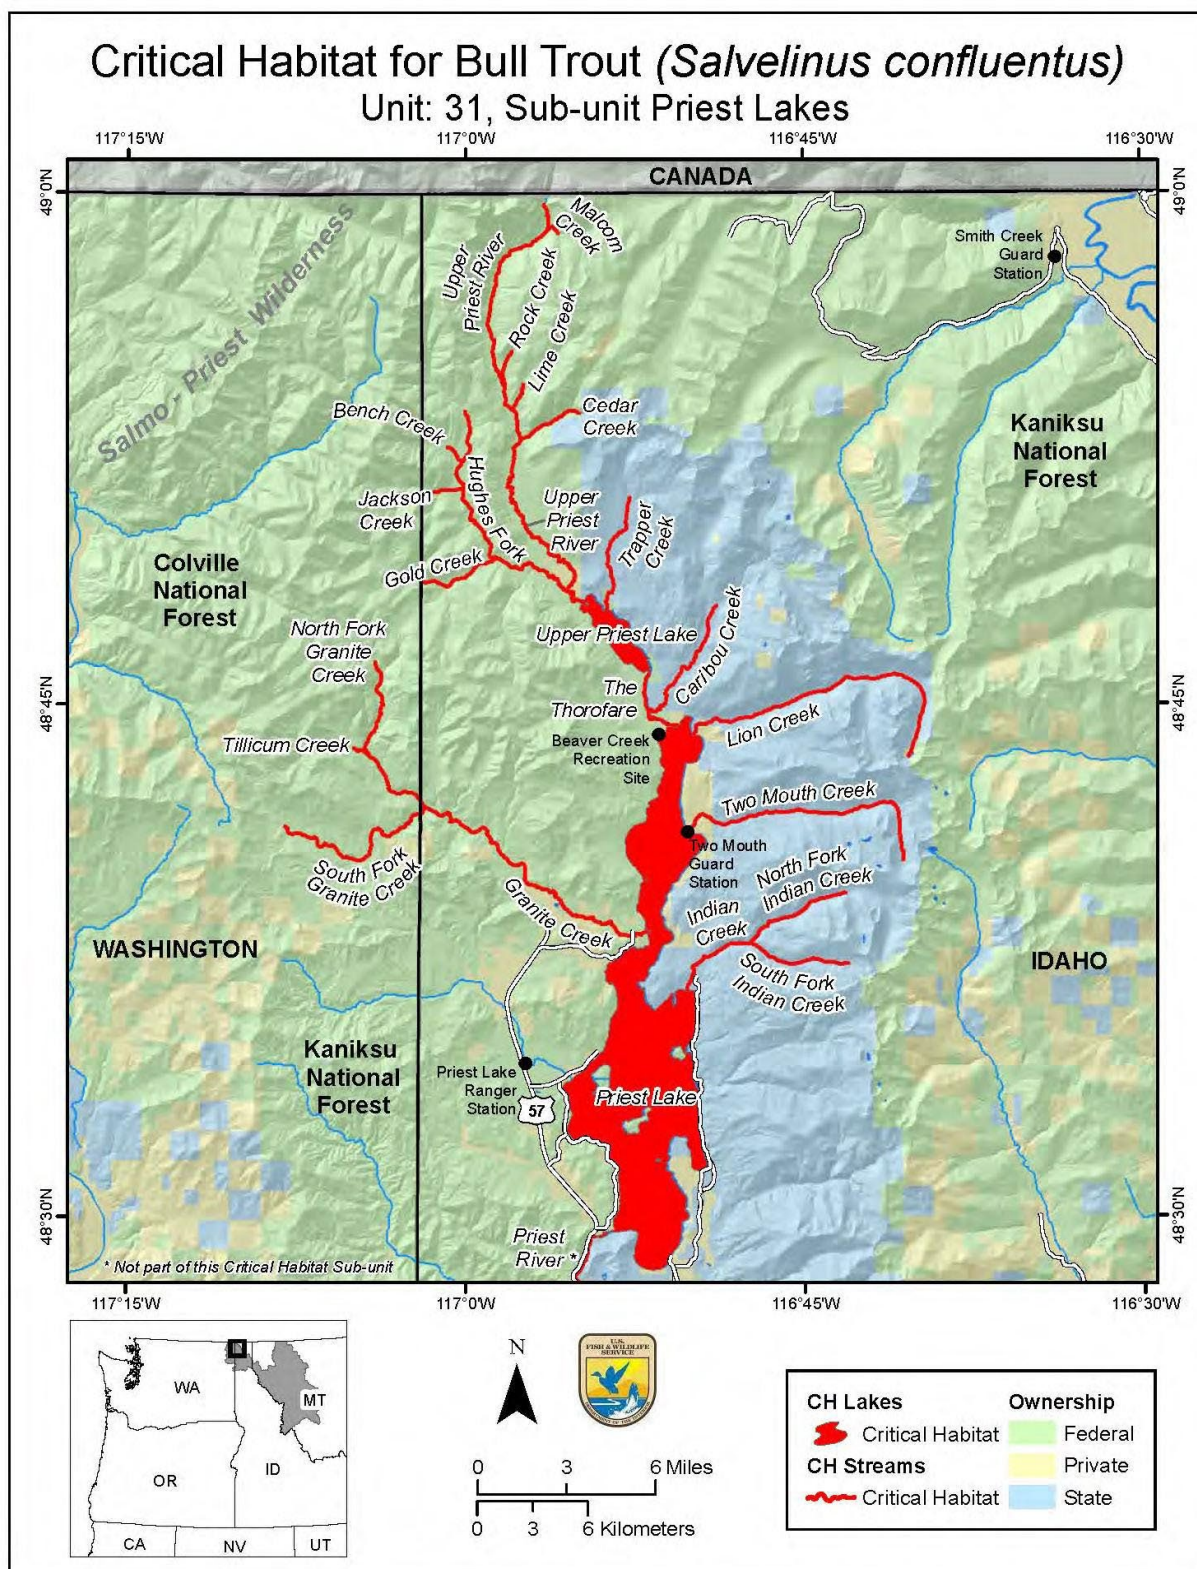 Critical Habitat for Bull Trout (Salvelinus confluentus)
Unit: 31, Sub-unit Priest Lakes
117°15'W
117°0'W
116°45'W
116°30'W
49°0'N
49°0'N
CANADA
Salmo - Priest Wilderness
Malcom
Creek
Upper
Priest River
Rock Creek
Lime Creek
Smith Creek
Guard
Station
Bench Creek
Cedar
Creek
Kaniksu
National
Forest
Hughes Fork
Jackson
Creek
Upper
Priest
River
Trapper
Creek
Gold Creek
Colville
National
Forest
North Fork
Granite
Creek
Upper Priest Lake
Caribou Creek
The
Thorofare
48°45'N
48°45'N
Tillicum Creek
Beaver Creek
Recreation
Site
Lion Creek
Two Mouth Creek
Two Mouth
Guard
Station
South Fork
Granite Creek
North Fork
Indian Creek
Granite Creek
Indian
Creek
South Fork
Indian Creek
WASHINGTON
IDAHO
Kaniksu
National
Forest
Priest Lake
Ranger
Station
57
Priest Lake
48°30'N
48°30'N
Priest
River *
* Not part of this Critical Habitat Sub-unit
117°15'W
117°0'W
116°45'W
116°30'W
WA
MT
OR
ID
CA
NV
UT
N
U.S.
FISH & WILDLIFE
SERVICE
DEPARTMENT OF THE INTERIOR
0 3 6 Miles
0 3 6 Kilometers
CH Lakes
Critical Habitat
CH Streams
Critical Habitat
Ownership
Federal
Private
State